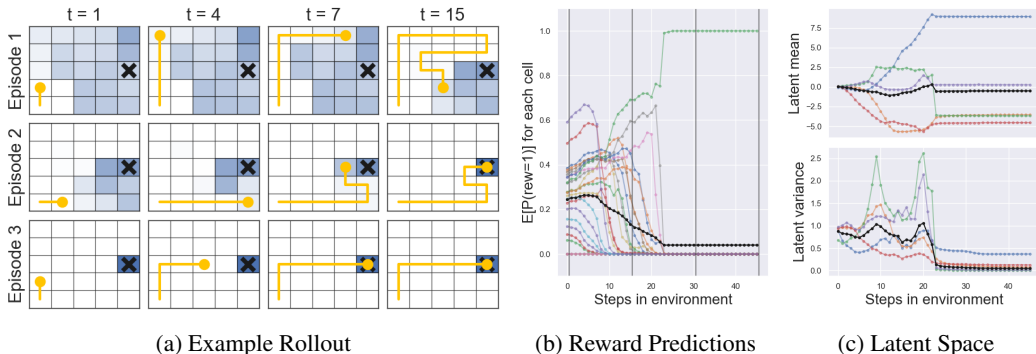 t = 1
t = 4
t = 7
t = 15
Episode 1
Episode 2
Episode 3
(a) Example Rollout
E[P(rew=1)] for each cell
1.0
0.8
0.6
0.4
0.2
0.0
0
10
20
30
40
Steps in environment
(b) Reward Predictions
Latent mean
7.5
5.0
2.5
0.0
−2.5
−5.0
Latent variance
2.5
2.0
1.5
1.0
0.5
0.0
0
10
20
30
40
Steps in environment
(c) Latent Space